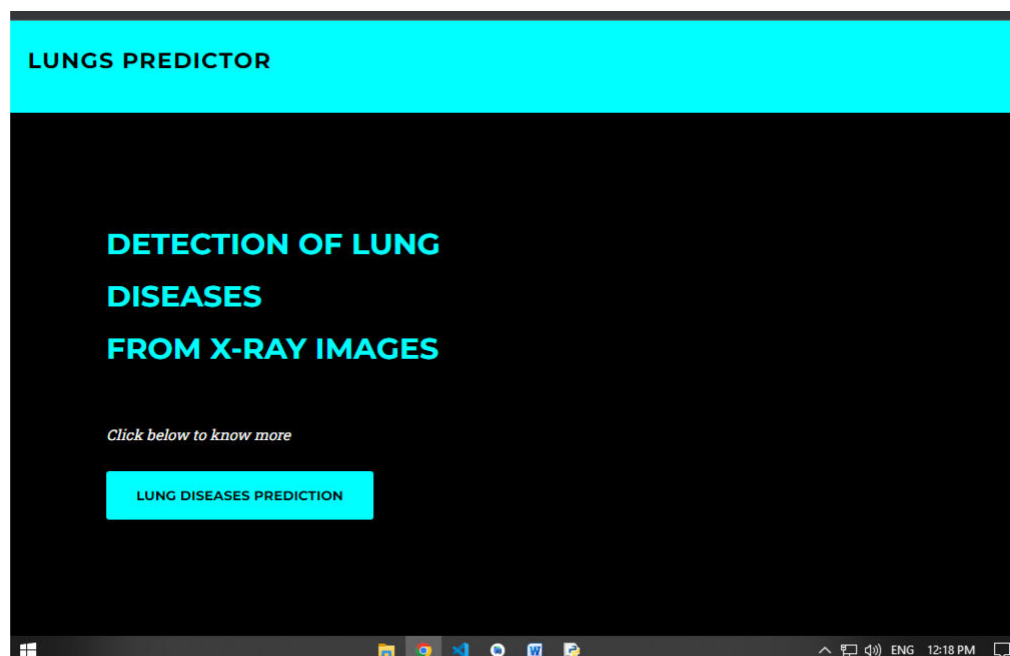 LUNGS PREDICTOR
DETECTION OF LUNG
DISEASES
FROM X-RAY IMAGES
Click below to know more
LUNG DISEASES PREDICTION
W
ENG 12:18 PM